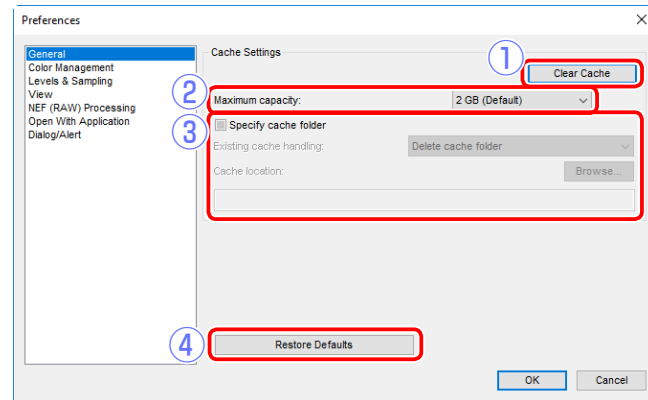 Preferences
General
Color Management
Levels & Sampling
View
NEF (RAW) Processing
Open With Application
Dialog/Alert
Cache Settings
1
Clear Cache
2
Maximum capacity: 2 GB (Default)
3
Specify cache folder
Existing cache handling: Delete cache folder
Cache location: Browse...
4
Restore Defaults
OK Cancel